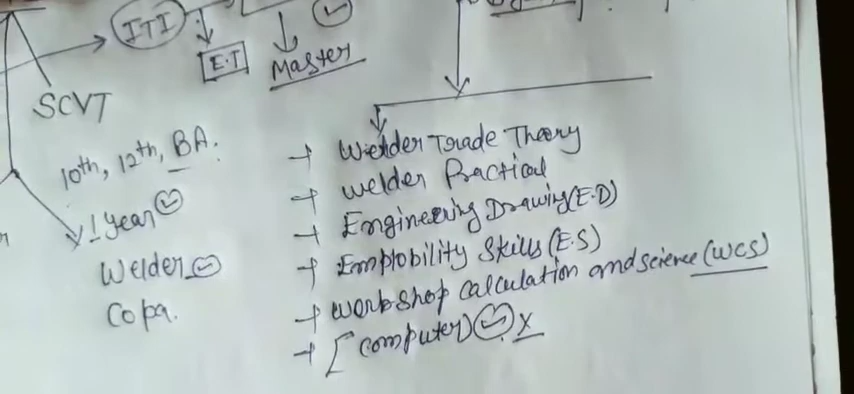 ITI
E.T
Master
SCVT
10th, 12th, BA.
1 year
Welder
Copa.
Welder Trade Theory
Welder Practical
Engineering Drawing (E.D)
Emplobility Skills (E.S)
Workshop Calculation and science (WCS)
[computer) X